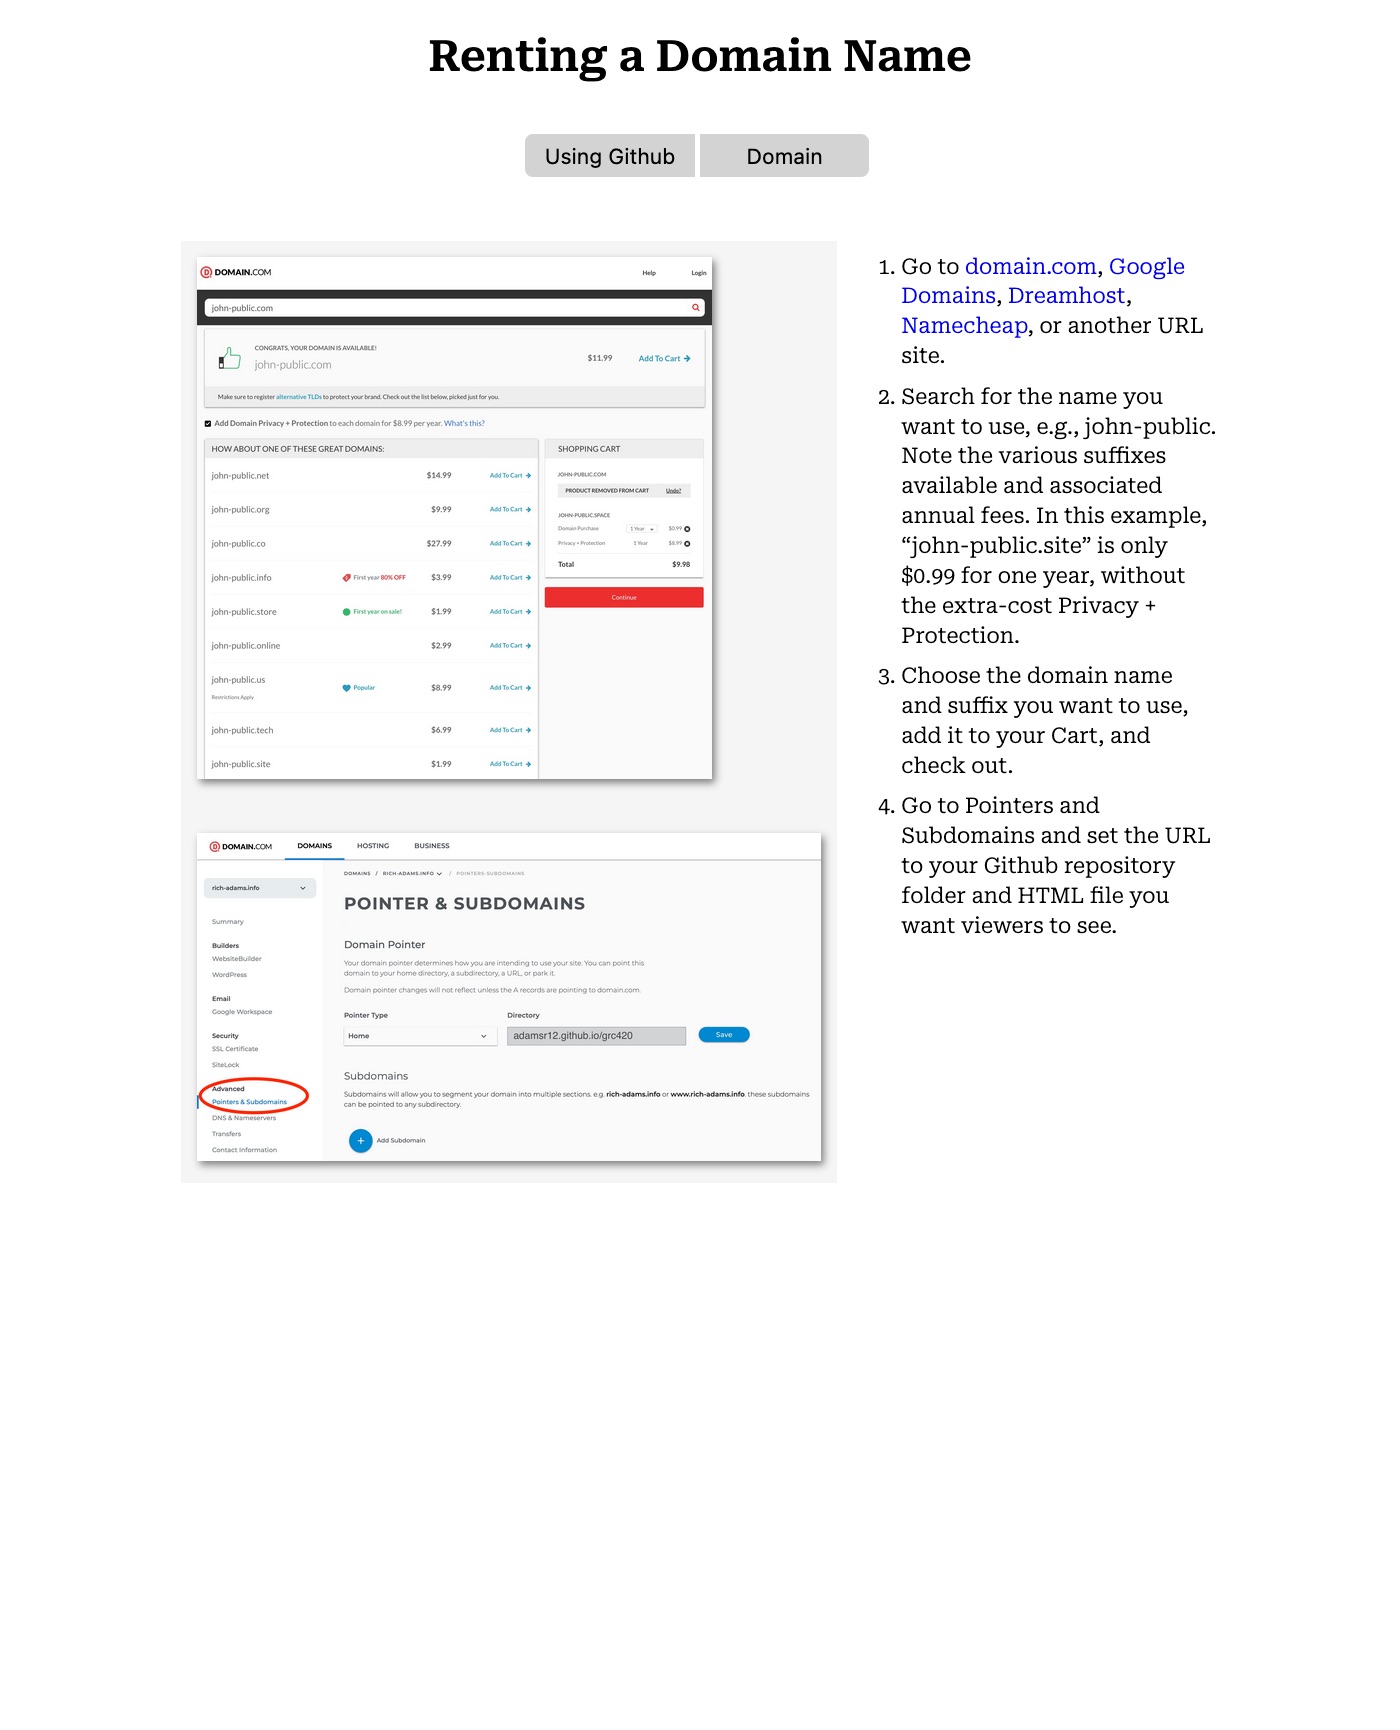 Renting a Domain Name
Using Github
Domain
DOMAIN.COM
Help
Login
john-public.com
CONGRATS, YOUR DOMAIN IS AVAILABLE!
john-public.com
$11.99
Add To Cart
Make sure to register alternative TLDs to protect your brand. Check out the list below, picked just for you.
Add Domain Privacy + Protection to each domain for $8.99 per year. What's this?
HOW ABOUT ONE OF THESE GREAT DOMAINS:
john-public.net $14.99 Add To Cart
john-public.org $9.99 Add To Cart
john-public.co $27.99 Add To Cart
john-public.info First year 80% OFF $3.99 Add To Cart
john-public.store First year on sale! $1.99 Add To Cart
john-public.online $2.99 Add To Cart
john-public.us Popular $8.99 Add To Cart
Restrictions Apply
john-public.tech $6.99 Add To Cart
john-public.site $1.99 Add To Cart
SHOPPING CART
JOHN-PUBLIC.COM
PRODUCT REMOVED FROM CART Undo?
JOHN-PUBLIC.SPACE
Domain Purchase 1 Year $0.99
Privacy + Protection 1 Year $8.99
Total $9.98
Continue
DOMAIN.COM
DOMAINS
HOSTING
BUSINESS
rich-adams.info
Summary
Builders
WebsiteBuilder
WordPress
Email
Google Workspace
Security
SSL Certificate
SiteLock
Advanced
Pointers & Subdomains
DNS & Nameservers
Transfers
Contact Information
DOMAINS / RICH-ADAMS.INFO / POINTERS-SUBDOMAINS
POINTER & SUBDOMAINS
Domain Pointer
Your domain pointer determines how you are intending to use your site. You can point this
domain to your home directory, a subdirectory, a URL, or park it.
Domain pointer changes will not reflect unless the A records are pointing to domain.com.
Pointer Type
Directory
Home
adamsr12.github.io/grc420
Save
Subdomains
Subdomains will allow you to segment your domain into multiple sections. e.g. rich-adams.info or www.rich-adams.info. these subdomains
can be pointed to any subdirectory.
+ Add Subdomain
1. Go to domain.com, Google
Domains, Dreamhost,
Namecheap, or another URL
site.
2. Search for the name you
want to use, e.g., john-public.
Note the various suffixes
available and associated
annual fees. In this example,
“john-public.site” is only
$0.99 for one year, without
the extra-cost Privacy +
Protection.
3. Choose the domain name
and suffix you want to use,
add it to your Cart, and
check out.
4. Go to Pointers and
Subdomains and set the URL
to your Github repository
folder and HTML file you
want viewers to see.